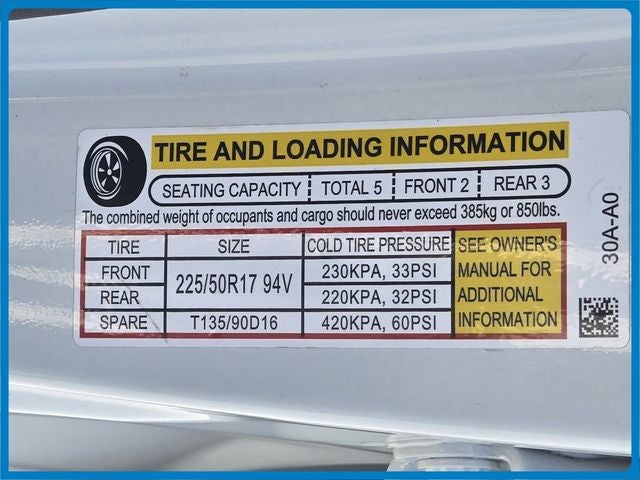 TIRE AND LOADING INFORMATION
SEATING CAPACITY TOTAL 5 FRONT 2 REAR 3
The combined weight of occupants and cargo should never exceed 385kg or 850lbs.
TIRE SIZE COLD TIRE PRESSURE SEE OWNER'S
FRONT 225/50R17 94V 230KPA, 33PSI MANUAL FOR
REAR 220KPA, 32PSI ADDITIONAL
SPARE T135/90D16 420KPA, 60PSI INFORMATION
30A-A0